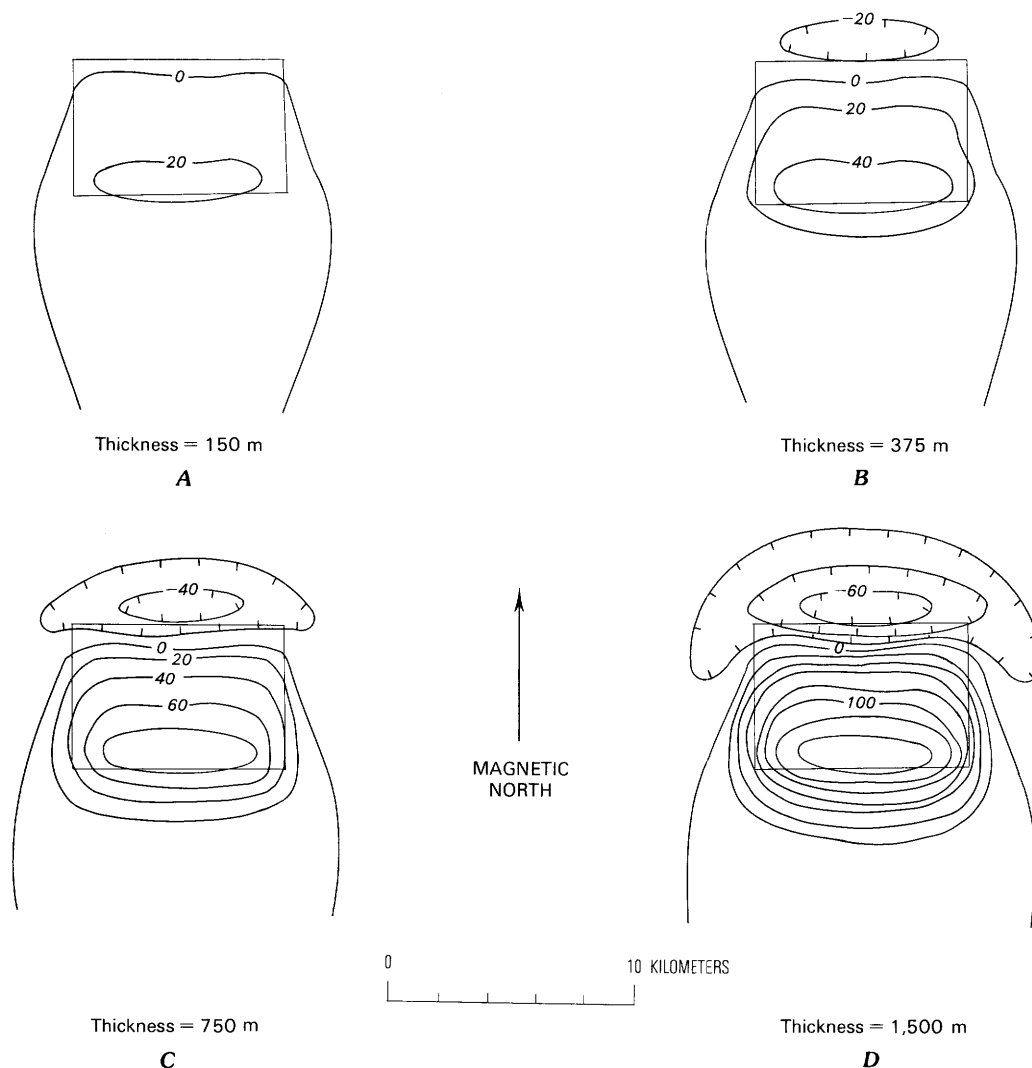 0
20
Thickness = 150 m
A
−20
0
20
40
Thickness = 375 m
B
−40
0
20
40
60
Thickness = 750 m
C
MAGNETIC
NORTH
−60
0
100
Thickness = 1,500 m
D
0 10 KILOMETERS